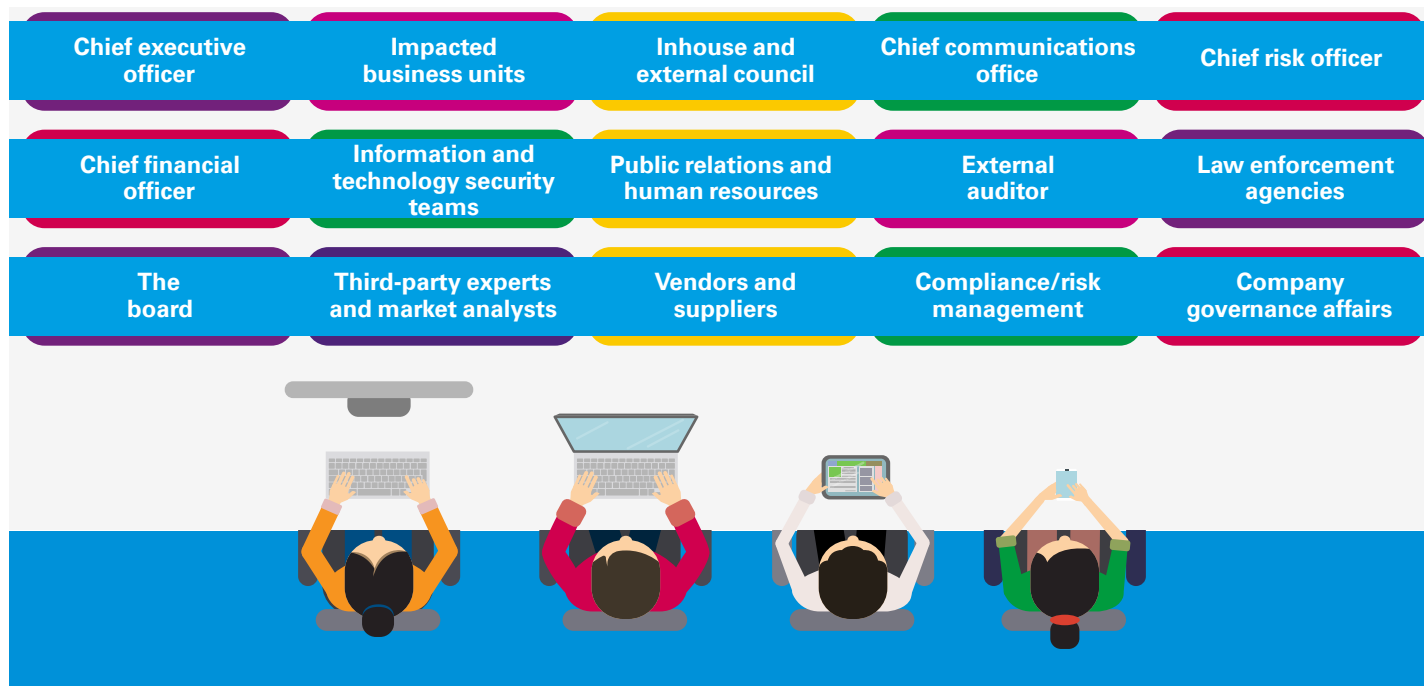 Chief executive
officer
Impacted
business units
Inhouse and
external council
Chief communications
office
Chief risk officer
Chief financial
officer
Information and
technology security
teams
Public relations and
human resources
External
auditor
Law enforcement
agencies
The
board
Third-party experts
and market analysts
Vendors and
suppliers
Compliance/risk
management
Company
governance affairs